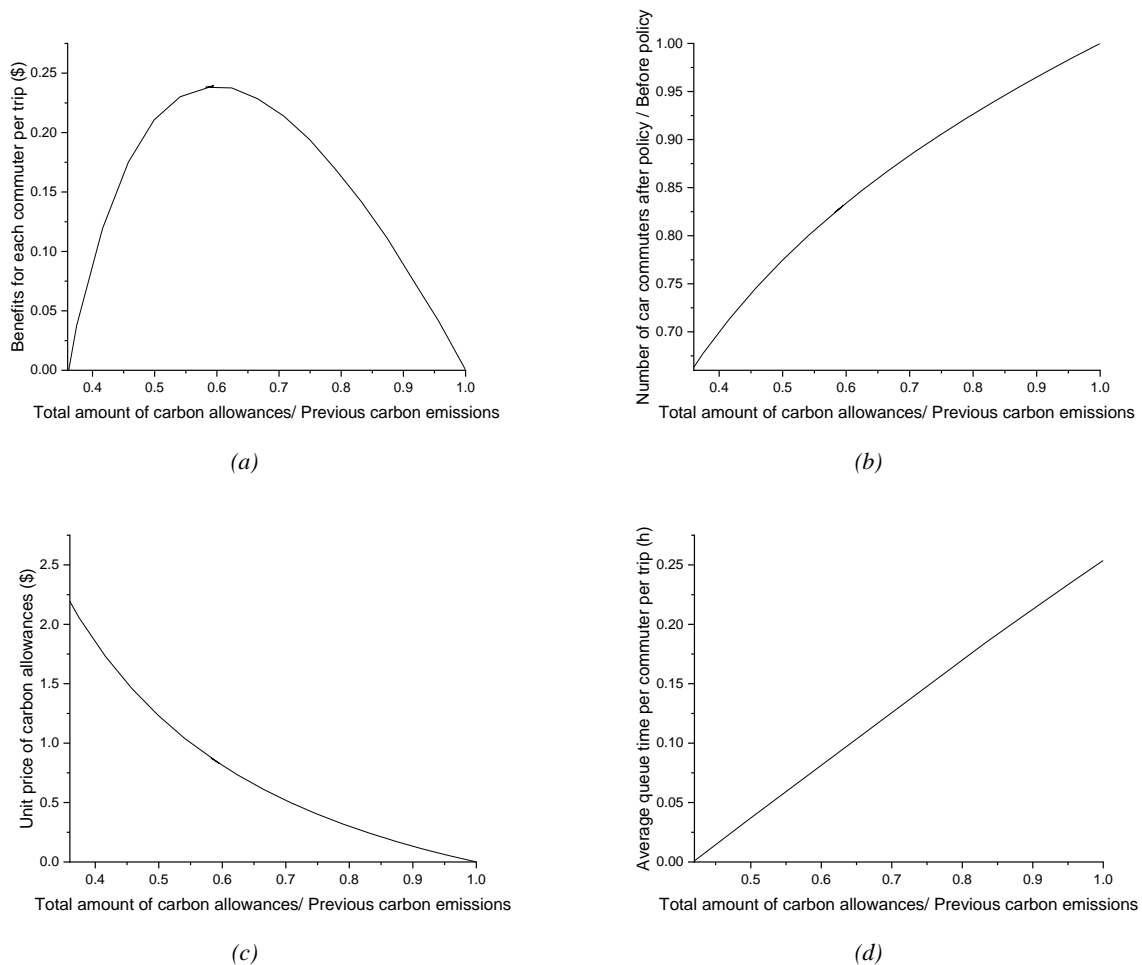 Benefits for each commuter per trip ($)
0.25
0.20
0.15
0.10
0.05
0.00
0.4 0.5 0.6 0.7 0.8 0.9 1.0
Total amount of carbon allowances/ Previous carbon emissions
(a)
Number of car commuters after policy / Before policy
1.00
0.95
0.90
0.85
0.80
0.75
0.70
0.4 0.5 0.6 0.7 0.8 0.9 1.0
Total amount of carbon allowances/ Previous carbon emissions
(b)
Unit price of carbon allowances ($)
2.5
2.0
1.5
1.0
0.5
0.0
0.4 0.5 0.6 0.7 0.8 0.9 1.0
Total amount of carbon allowances/ Previous carbon emissions
(c)
Average queue time per commuter per trip (h)
0.25
0.20
0.15
0.10
0.05
0.00
0.5 0.6 0.7 0.8 0.9 1.0
Total amount of carbon allowances/ Previous carbon emissions
(d)